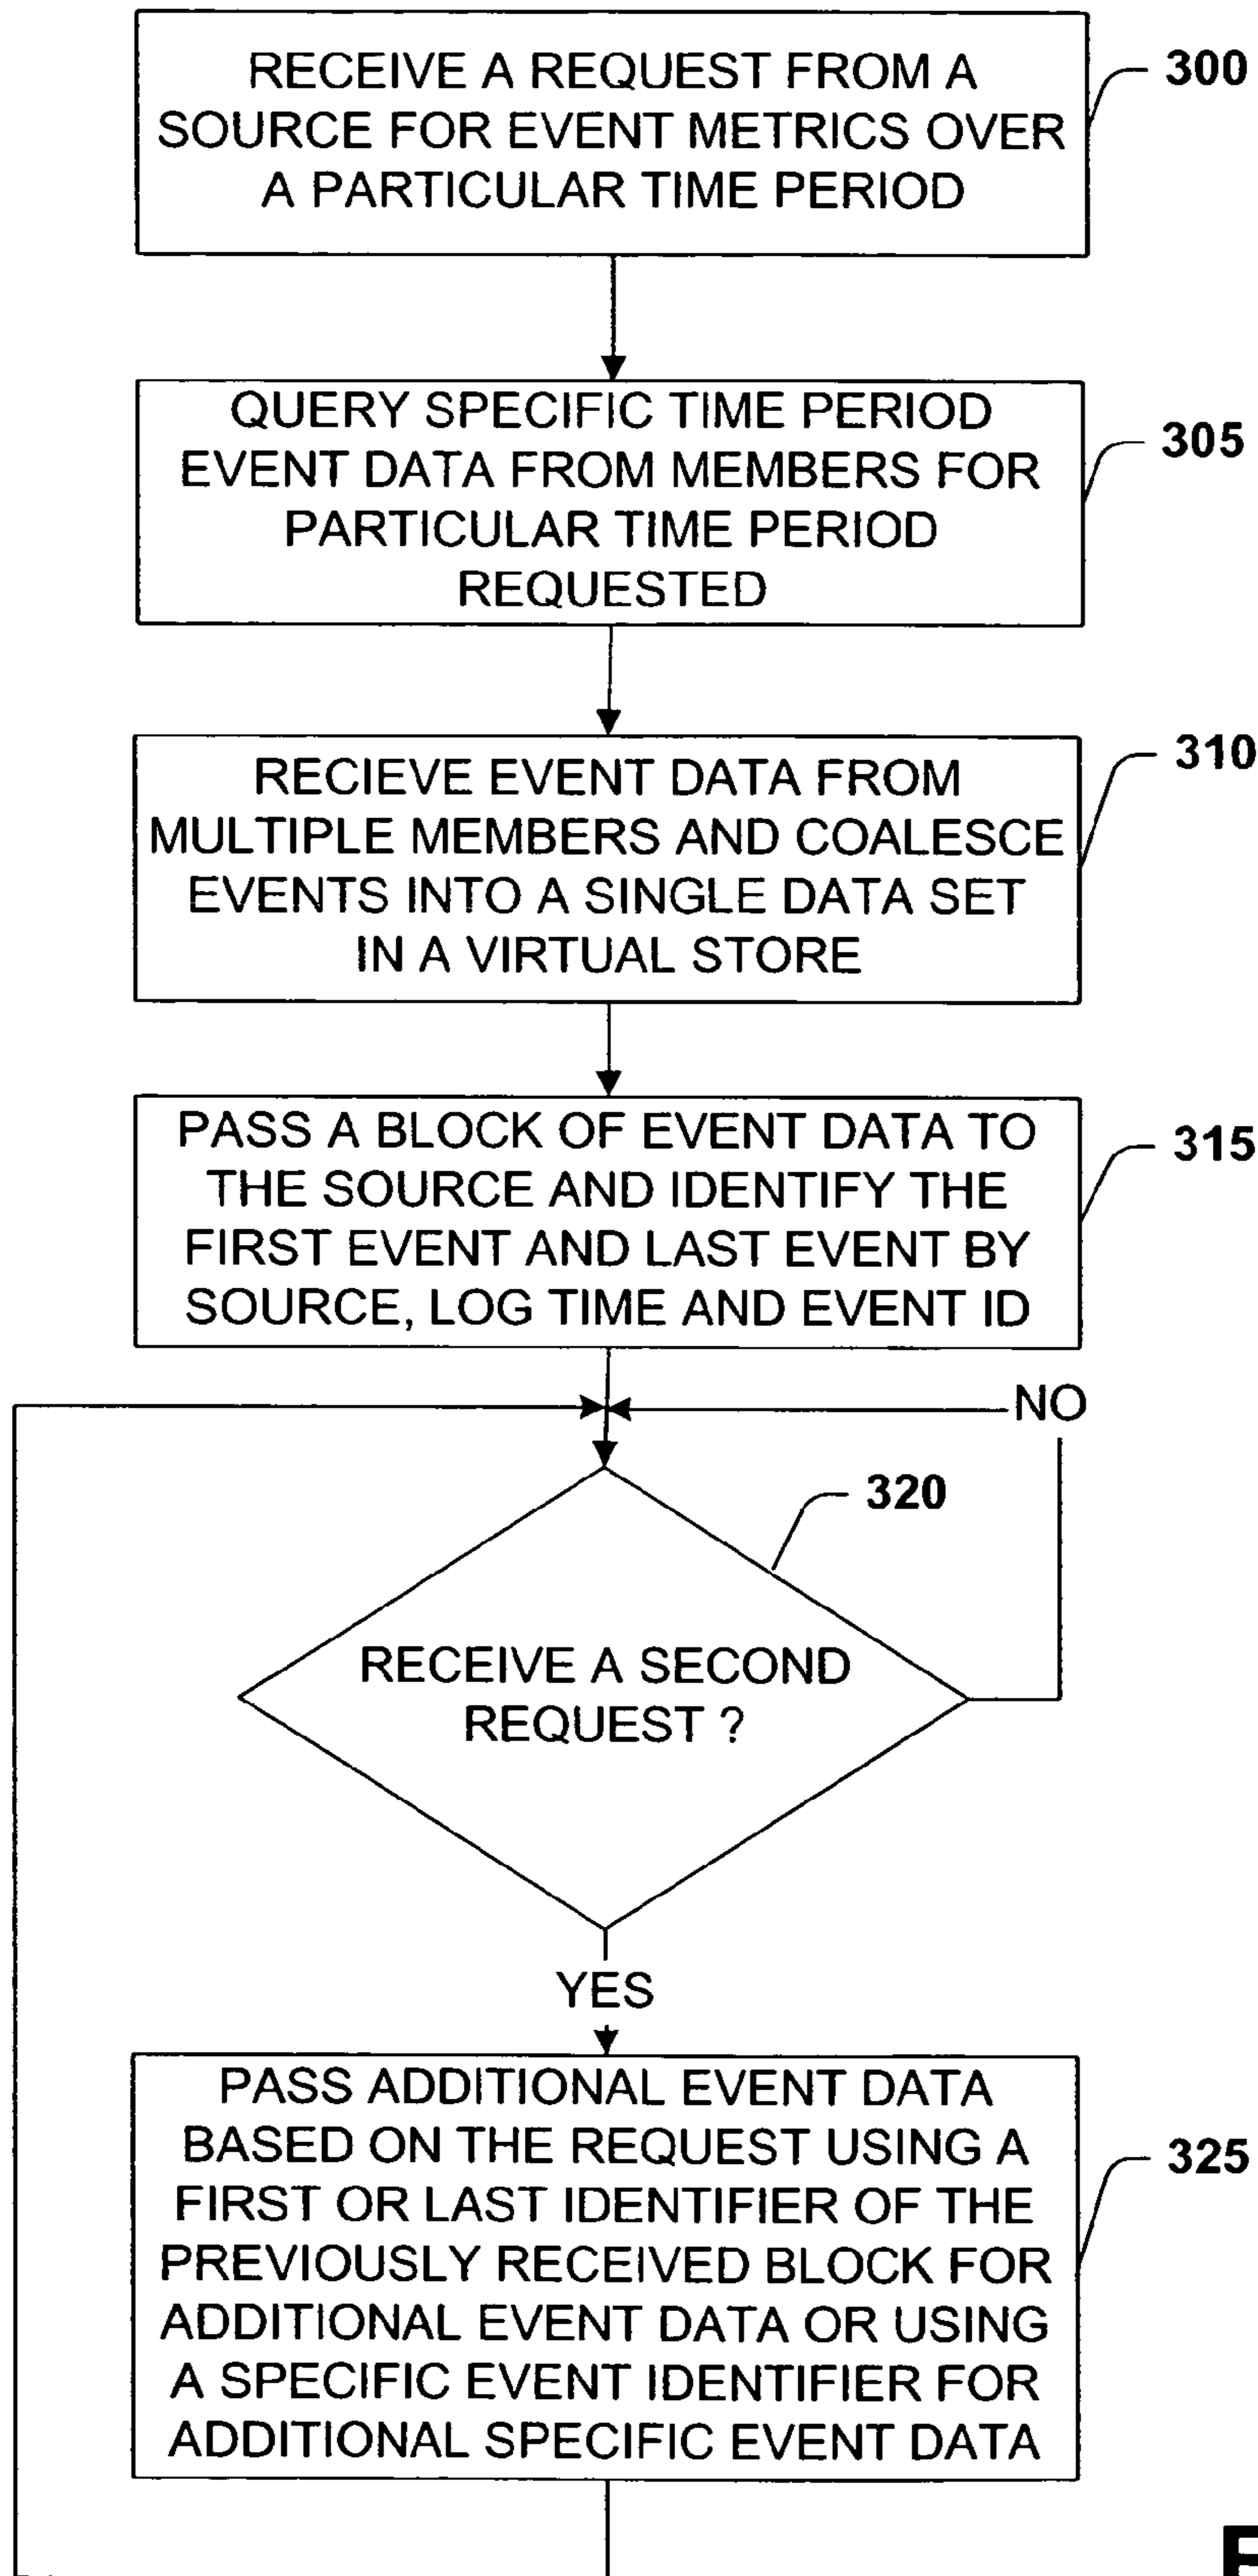 RECEIVE A REQUEST FROM A
SOURCE FOR EVENT METRICS OVER
A PARTICULAR TIME PERIOD
300
QUERY SPECIFIC TIME PERIOD
EVENT DATA FROM MEMBERS FOR
PARTICULAR TIME PERIOD
REQUESTED
305
RECIEVE EVENT DATA FROM
MULTIPLE MEMBERS AND COALESCE
EVENTS INTO A SINGLE DATA SET
IN A VIRTUAL STORE
310
PASS A BLOCK OF EVENT DATA TO
THE SOURCE AND IDENTIFY THE
FIRST EVENT AND LAST EVENT BY
SOURCE, LOG TIME AND EVENT ID
315
NO
320
RECEIVE A SECOND
REQUEST ?
YES
PASS ADDITIONAL EVENT DATA
BASED ON THE REQUEST USING A
FIRST OR LAST IDENTIFIER OF THE
PREVIOUSLY RECEIVED BLOCK FOR
ADDITIONAL EVENT DATA OR USING
A SPECIFIC EVENT IDENTIFIER FOR
ADDITIONAL SPECIFIC EVENT DATA
325